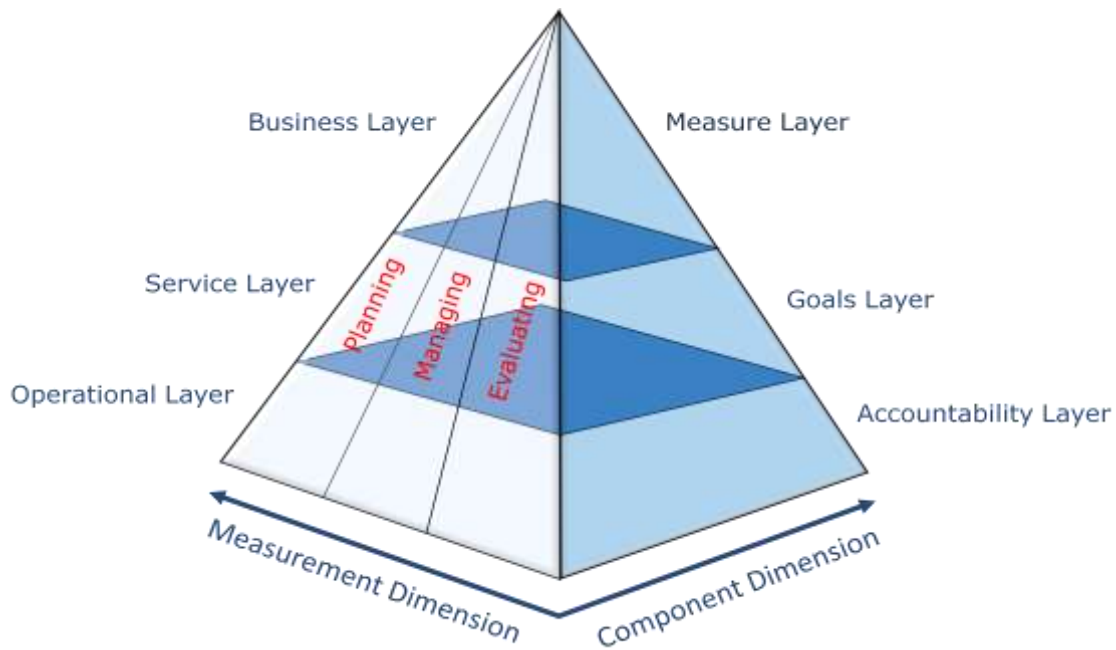 Business Layer
Measure Layer
Service Layer
Goals Layer
Planning
Managing
Evaluating
Operational Layer
Accountability Layer
Measurement Dimension
Component Dimension